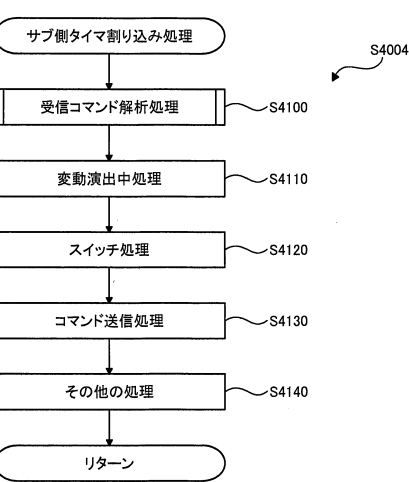 サブ側タイマ割り込み処理
S4004
受信コマンド解析処理
S4100
変動演出中処理
S4110
スイッチ処理
S4120
コマンド送信処理
S4130
その他の処理
S4140
リターン